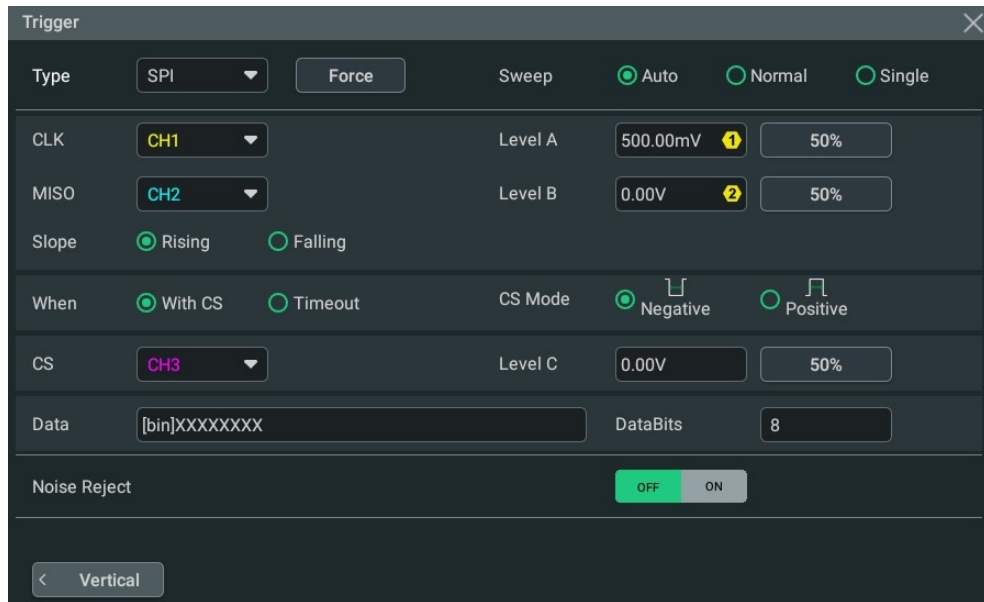 Trigger
Type SPI Force Sweep Auto Normal Single
CLK CH1 Level A 500.00mV 1 50%
MISO CH2 Level B 0.00V 2 50%
Slope Rising Falling
When With CS Timeout CS Mode Negative Positive
CS CH3 Level C 0.00V 50%
Data [bin]XXXXXXXX DataBits 8
Noise Reject OFF ON
< Vertical